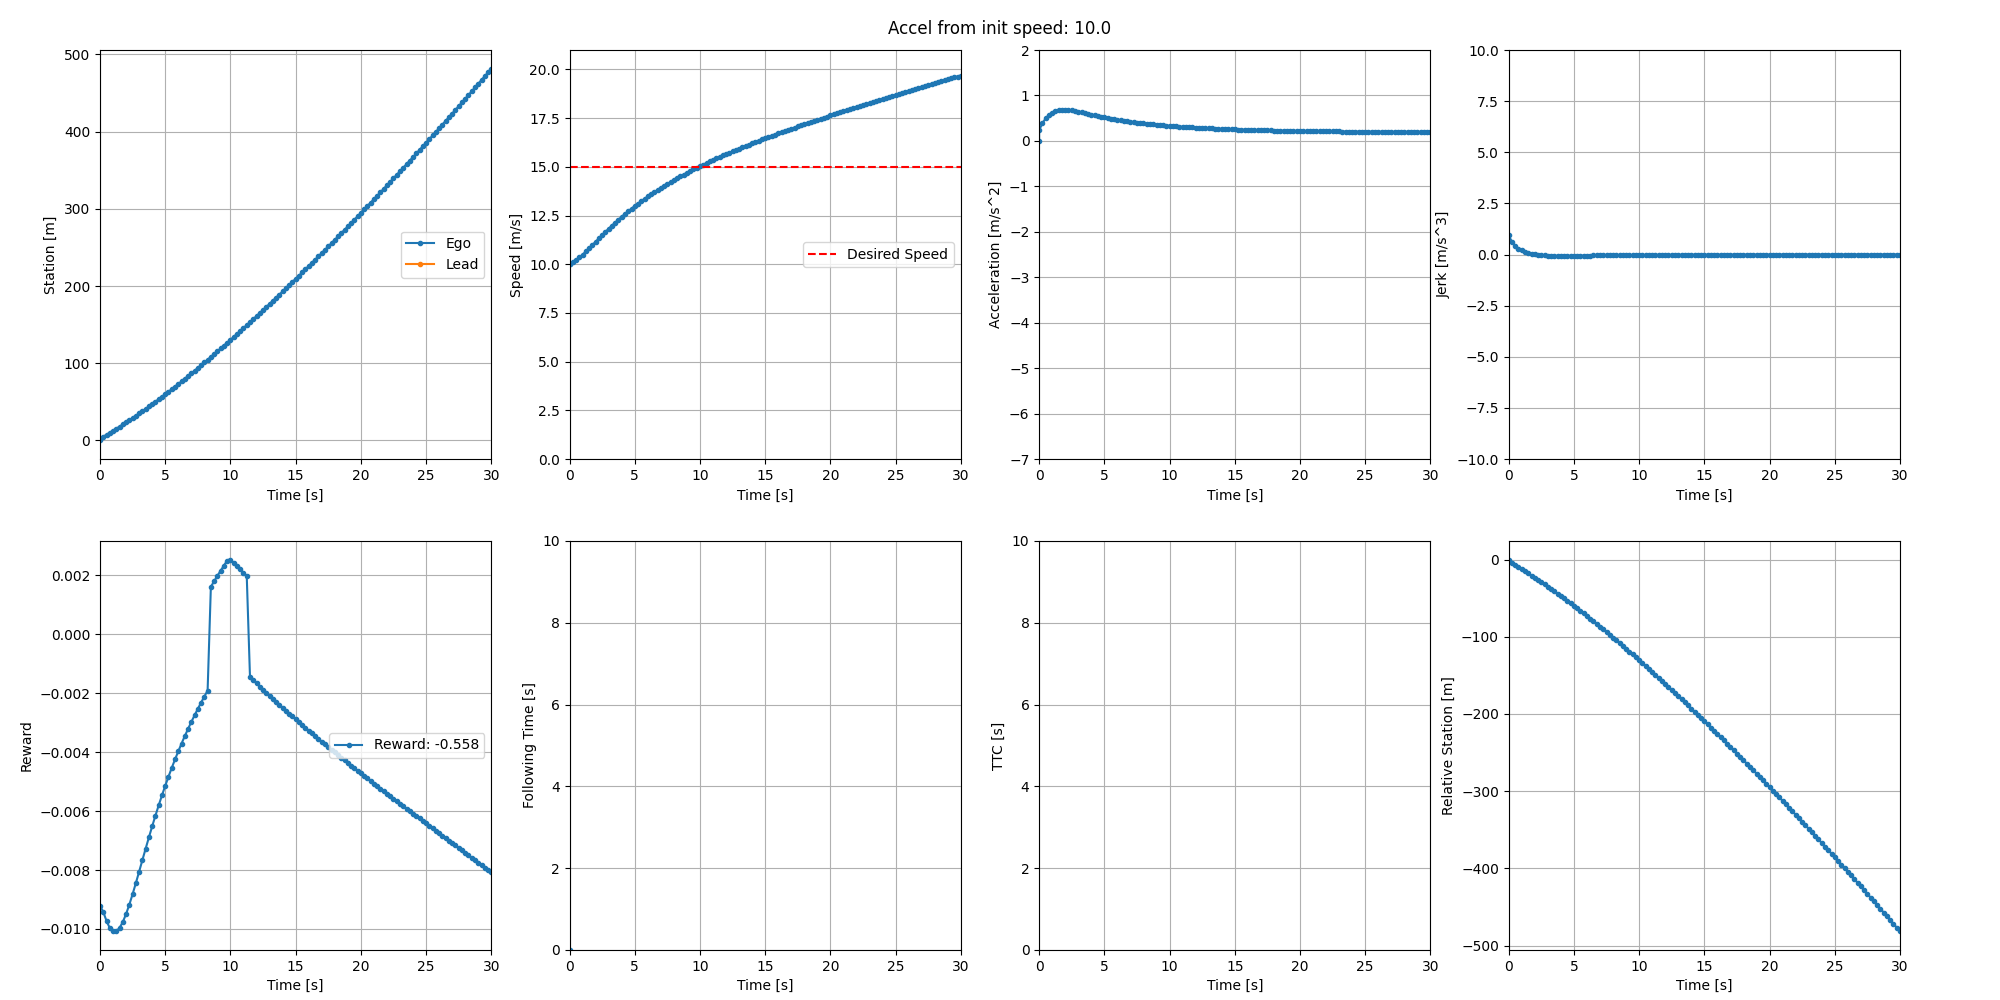 Accel from init speed: 10.0
Station [m]
500
400
300
200
100
0
Ego
Lead
0 5 10 15 20 25 30
Time [s]
Speed [m/s]
20.0
17.5
15.0
12.5
10.0
7.5
5.0
2.5
0.0
Desired Speed
0 5 10 15 20 25 30
Time [s]
Acceleration [m/s^2]
2
1
0
−1
−2
−3
−4
−5
−6
−7
0 5 10 15 20 25 30
Time [s]
Jerk [m/s^3]
10.0
7.5
5.0
2.5
0.0
−2.5
−5.0
−7.5
−10.0
0 5 10 15 20 25 30
Time [s]
Reward
0.002
0.000
−0.002
−0.004
−0.006
−0.008
−0.010
Reward: -0.558
0 5 10 15 20 25 30
Time [s]
Following Time [s]
10
8
6
4
2
0
0 5 10 15 20 25 30
Time [s]
TTC [s]
10
8
6
4
2
0
0 5 10 15 20 25 30
Time [s]
Relative Station [m]
0
−100
−200
−300
−400
−500
0 5 10 15 20 25 30
Time [s]